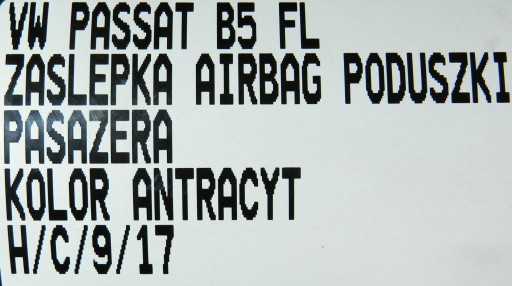 VW PASSAT B5 FL
ZASLEPKA AIRBAG PODUSZKI
PASAZERA
KOLOR ANTRACYT
H/C/9/17